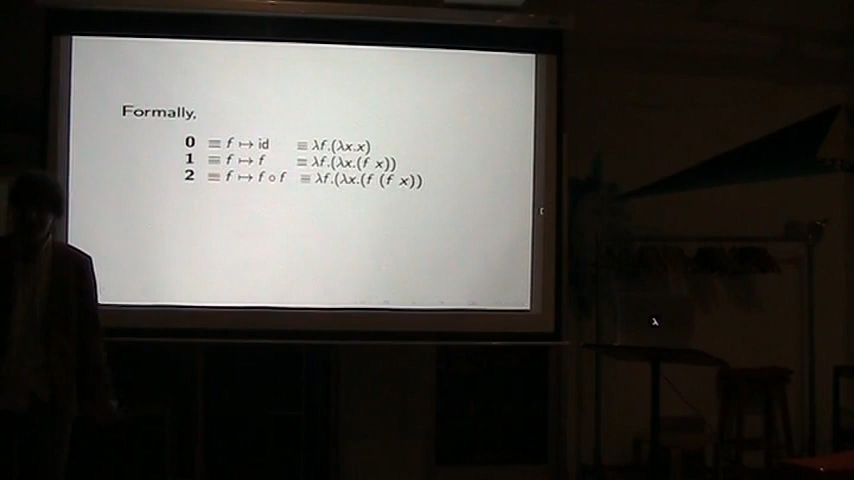 Formally,
0 ≡ f ↦ id ≡ λf.(λx.x)
1 ≡ f ↦ f ≡ λf.(λx.(f x))
2 ≡ f ↦ f ∘ f ≡ λf.(λx.(f (f x))
λ